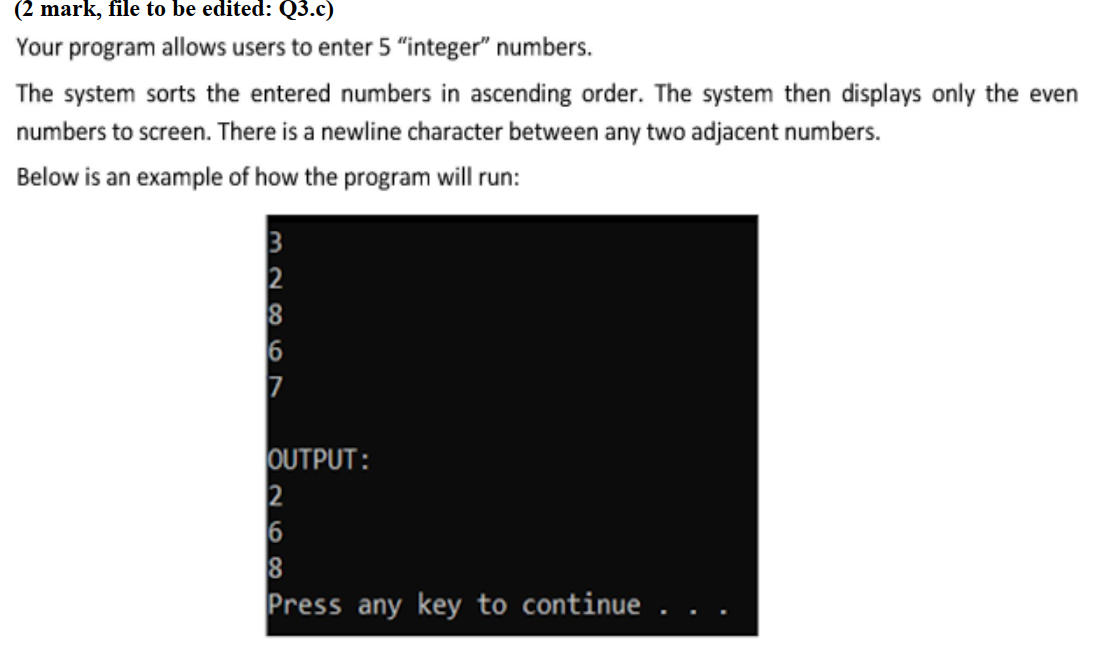 (2 mark, file to be edited: Q3.c)
Your program allows users to enter 5 “integer” numbers.
The system sorts the entered numbers in ascending order. The system then displays only the even
numbers to screen. There is a newline character between any two adjacent numbers.
Below is an example of how the program will run:
3
2
8
6
7
OUTPUT:
2
6
8
Press any key to continue . . .